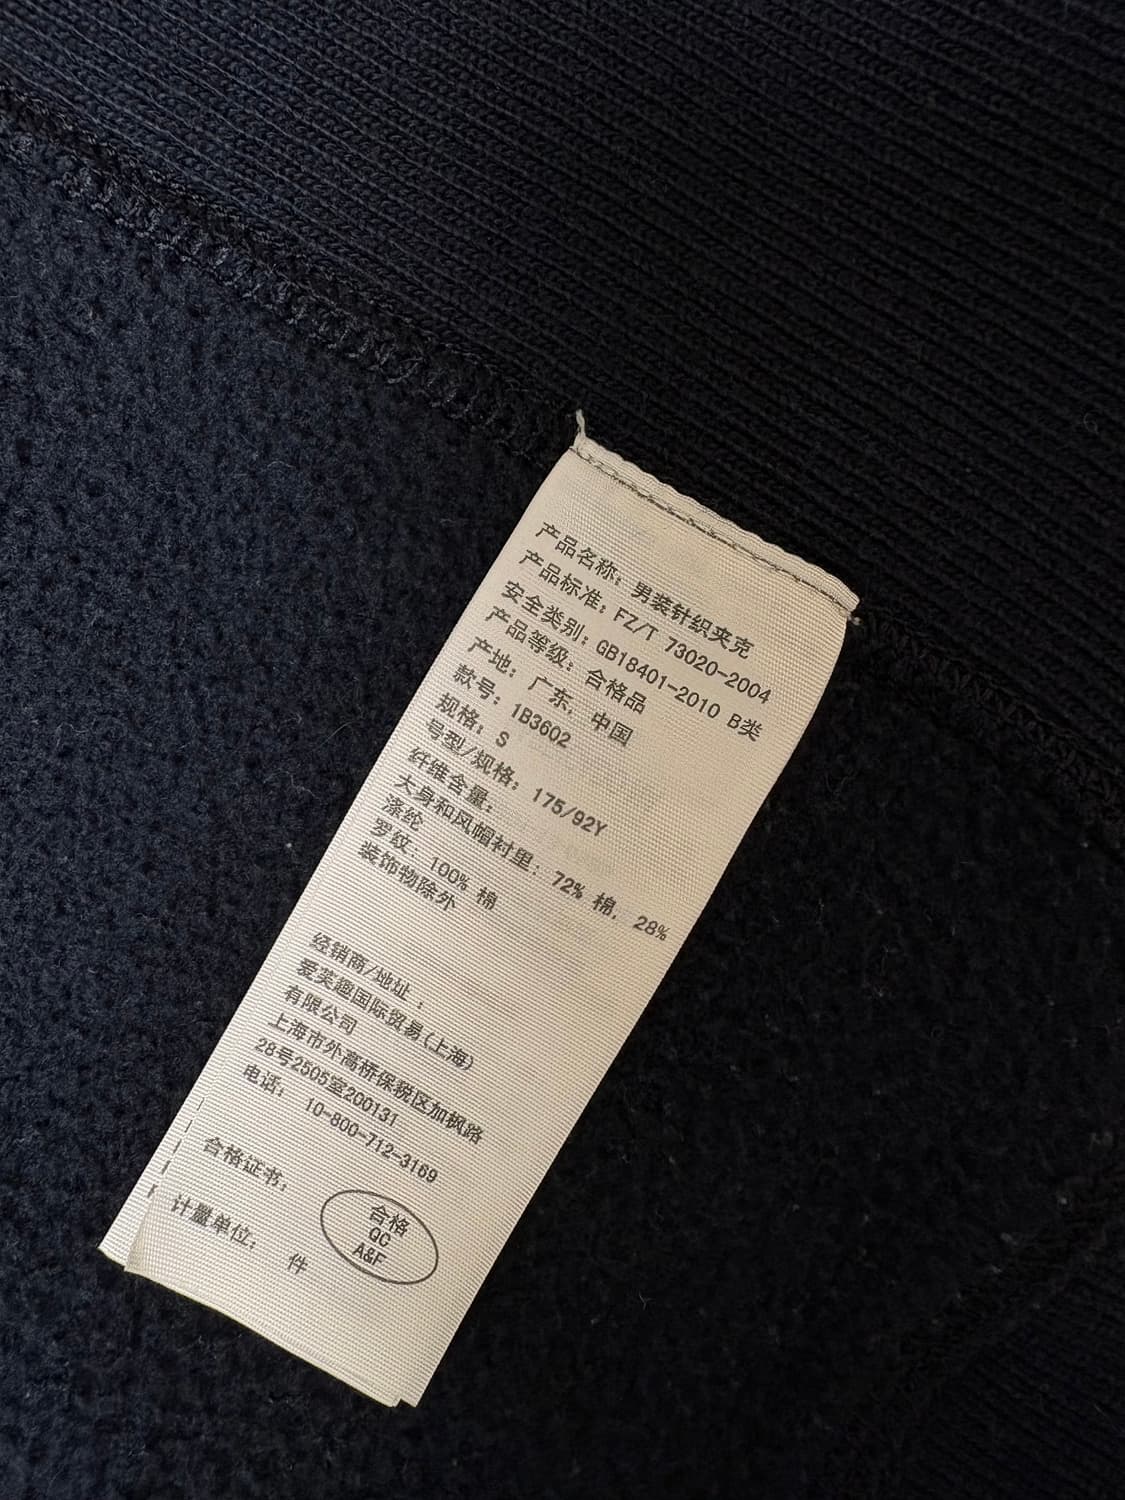 产品名称: 男装针织夹克
产品标准: FZ/T 73020-2004
安全类别: GB18401-2010 B类
产品等级: 合格品
产地: 广东, 中国
款号: 1B3602
规格: S
号型/规格: 175/92Y
纤维含量:
大身和风帽衬里: 72% 棉, 28%
涤纶
罗纹: 100% 棉
装饰物除外
经销商/地址 :
爱芙趣国际贸易(上海)
有限公司
上海市外高桥保税区加枫路
28号2505室200131
电话: 10-800-712-3169
合格证书:
合格
QC
A&F
计量单位: 件